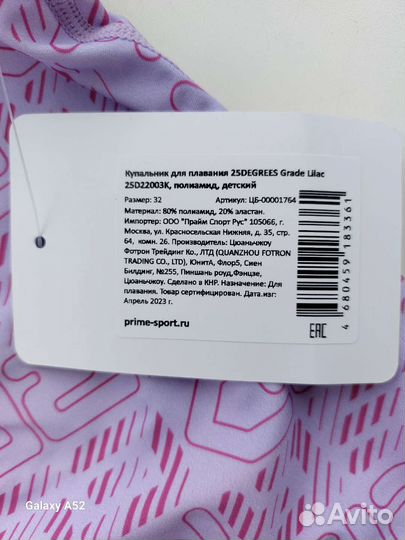 Купальник для плавания 25DEGREES Grade Lilac
25D22003K, полиамид, детский
Размер: 32 Артикул: ЦБ-00001764
Материал: 80% полиамид, 20% эластан.
Импортер: ООО "Прайм Спорт Рус" 105066, г.
Москва, ул. Красносельская Нижняя, д. 35, стр.
64, комн. 26. Производитель: Цюаньчжоу
Фотрон Трейдинг Ко., ЛТД (QUANZHOU FOTRON
TRADING CO., LTD), ЮнитА, Флор5, Сиен
Билдинг, №255, Пиншань роуд,Фэнцзе,
Цюаньчжоу. Сделано в КНР. Назначение: Для
плавания. Товар сертифицирован. Дата изг:
Апрель 2023 г.
prime-sport.ru
EAC
4 680459 183361
Galaxy A52
Avito